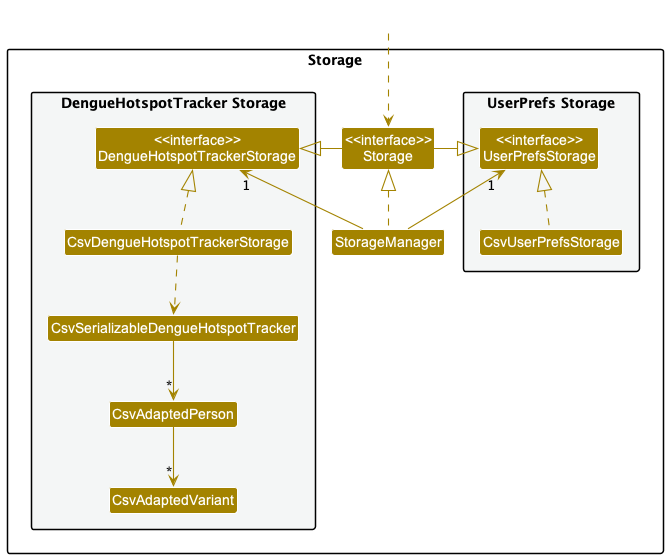 Storage
DengueHotspotTracker Storage
UserPrefs Storage
<<interface>>
DengueHotspotTrackerStorage
<<interface>>
Storage
<<interface>>
UserPrefsStorage
1
1
CsvDengueHotspotTrackerStorage
StorageManager
CsvUserPrefsStorage
CsvSerializableDengueHotspotTracker
*
CsvAdaptedPerson
*
CsvAdaptedVariant